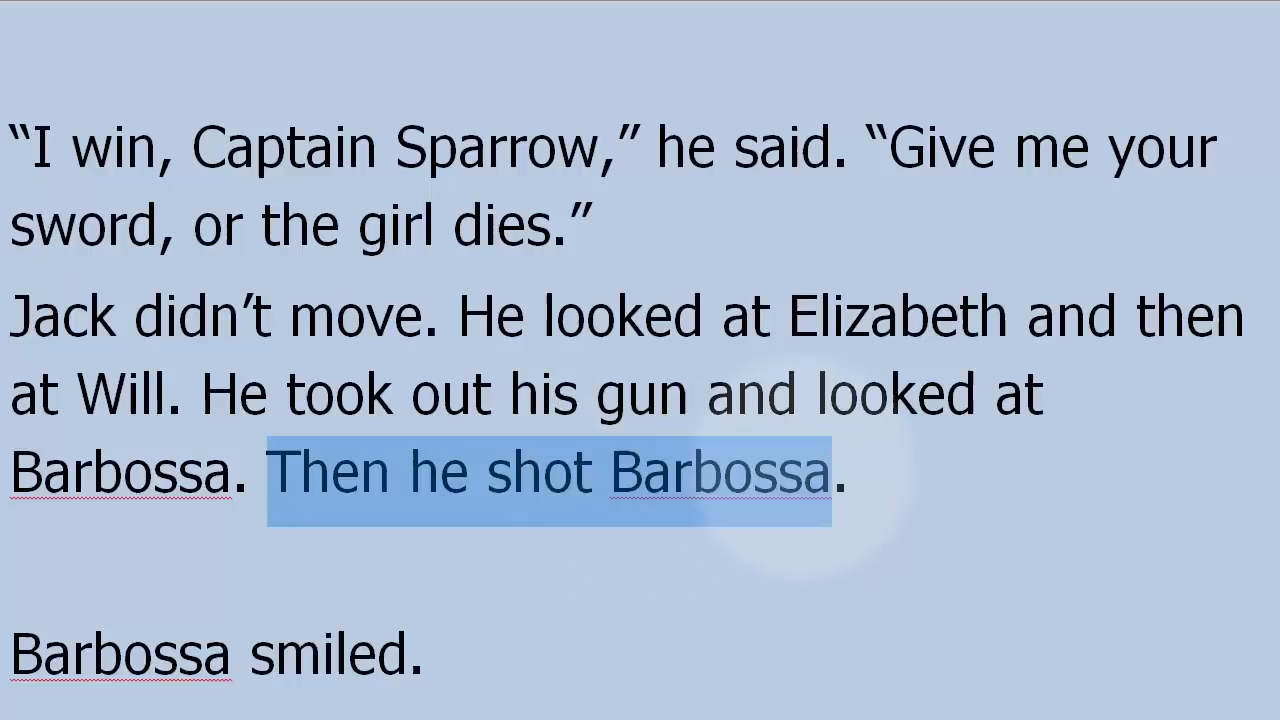 “I win, Captain Sparrow,” he said. “Give me your
sword, or the girl dies.”
Jack didn’t move. He looked at Elizabeth and then
at Will. He took out his gun and looked at
Barbossa. Then he shot Barbossa.
Barbossa smiled.